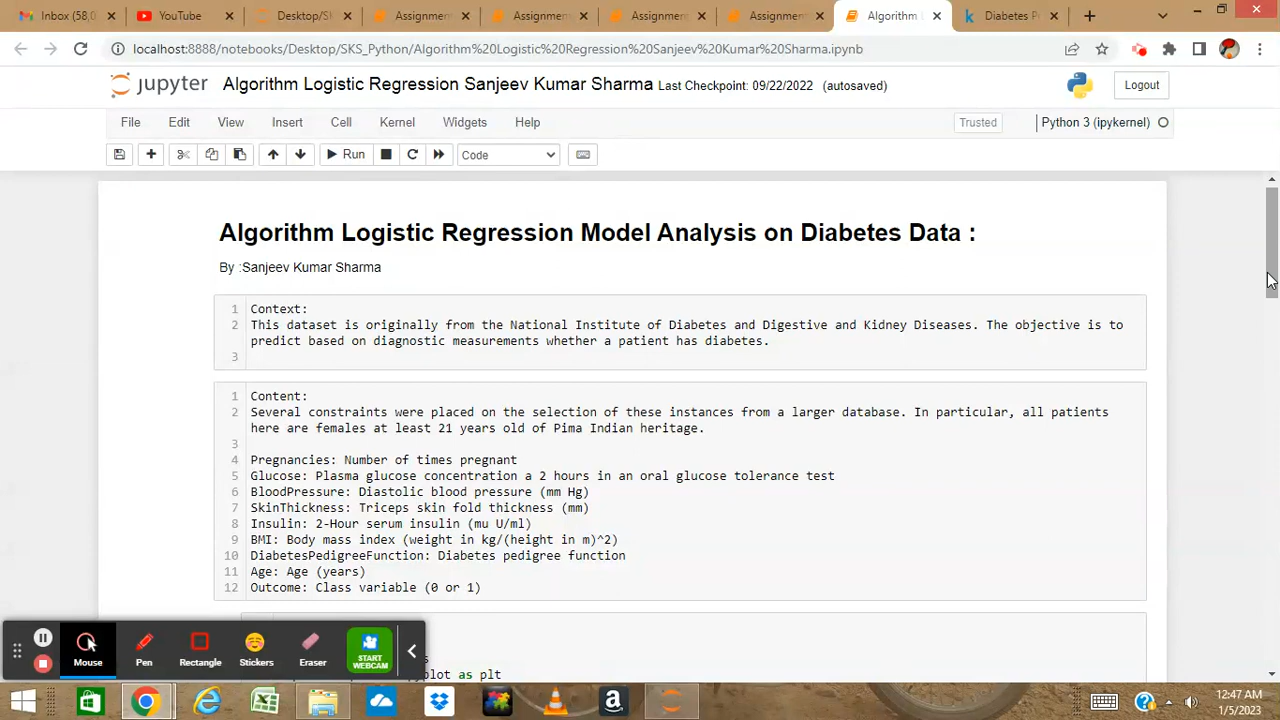 Inbox (58,0
YouTube
Desktop/SK
Assignment
Assignmen
Assignmen
Assignmen
Algorithm L
Diabetes Pr
localhost:8888/notebooks/Desktop/SKS_Python/Algorithm%20Logistic%20Regression%20Sanjeev%20Kumar%20Sharma.ipynb
jupyter Algorithm Logistic Regression Sanjeev Kumar Sharma Last Checkpoint: 09/22/2022 (autosaved) Logout
File Edit View Insert Cell Kernel Widgets Help Trusted Python 3 (ipykernel)
Run Code
Algorithm Logistic Regression Model Analysis on Diabetes Data :
By :Sanjeev Kumar Sharma
1 Context:
2 This dataset is originally from the National Institute of Diabetes and Digestive and Kidney Diseases. The objective is to
predict based on diagnostic measurements whether a patient has diabetes.
3
1 Content:
2 Several constraints were placed on the selection of these instances from a larger database. In particular, all patients
here are females at least 21 years old of Pima Indian heritage.
3
4 Pregnancies: Number of times pregnant
5 Glucose: Plasma glucose concentration a 2 hours in an oral glucose tolerance test
6 BloodPressure: Diastolic blood pressure (mm Hg)
7 SkinThickness: Triceps skin fold thickness (mm)
8 Insulin: 2-Hour serum insulin (mu U/ml)
9 BMI: Body mass index (weight in kg/(height in m)^2)
10 DiabetesPedigreeFunction: Diabetes pedigree function
11 Age: Age (years)
12 Outcome: Class variable (0 or 1)
plot as plt
Mouse Pen Rectangle Stickers Eraser START WEBCAM
12:47 AM
1/5/2023